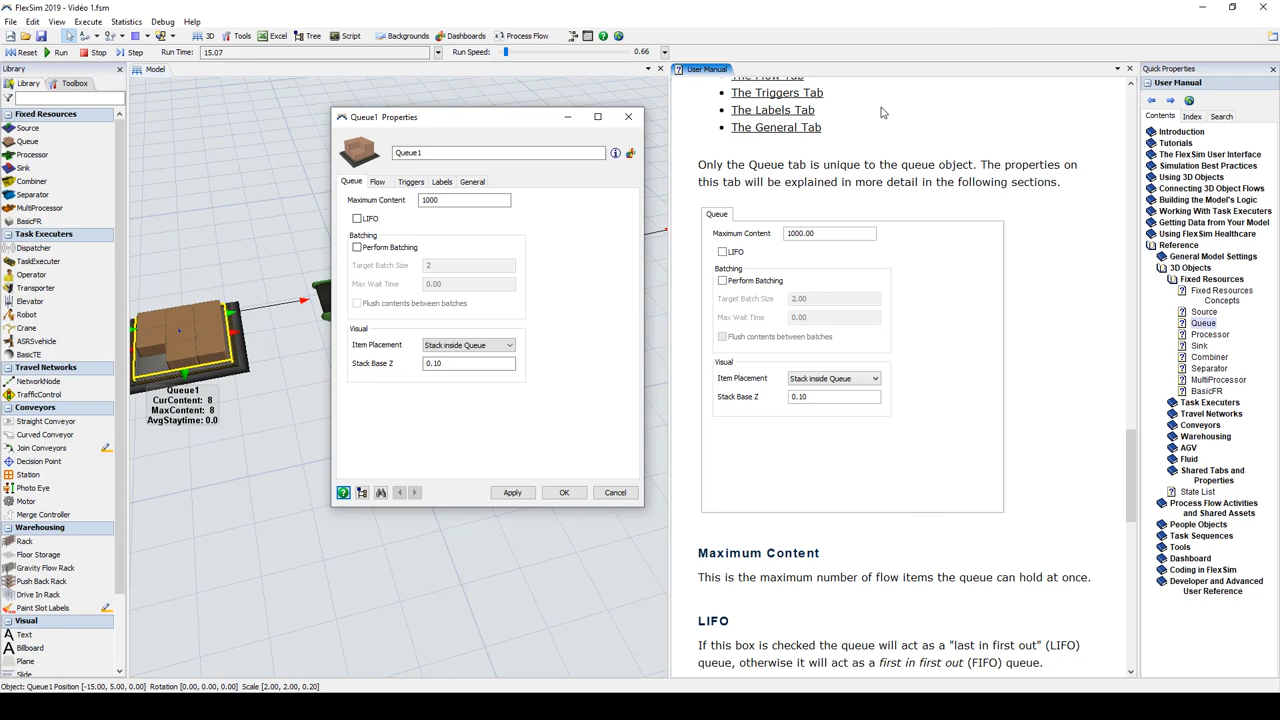 FlexSim 2019 - Vidéo 1.fsm
File Edit View Execute Statistics Debug Help
3D Tools Excel Tree Script Backgrounds Dashboards Process Flow
Reset Run Stop Step Run Time: 15.07 Run Speed: 0.66
Library
Library Toolbox
Fixed Resources
Source
Queue
Processor
Sink
Combiner
Separator
MultiProcessor
BasicFR
Task Executers
Dispatcher
TaskExecuter
Operator
Transporter
Elevator
Robot
Crane
ASRSvehicle
BasicTE
Travel Networks
NetworkNode
TrafficControl
Conveyors
Straight Conveyor
Curved Conveyor
Join Conveyors
Decision Point
Station
Photo Eye
Motor
Merge Controller
Warehousing
Rack
Floor Storage
Gravity Flow Rack
Push Back Rack
Drive In Rack
Paint Slot Labels
Visual
A Text
Billboard
Plane
Slide
Model
Queue1
CurContent: 8
MaxContent: 8
AvgStaytime: 0.0
Queue1 Properties
Queue1
Queue Flow Triggers Labels General
Maximum Content 1000
LIFO
Batching
Perform Batching
Target Batch Size 2
Max Wait Time 0.00
Flush contents between batches
Visual
Item Placement Stack inside Queue
Stack Base Z 0.10
Apply OK Cancel
User Manual
The Flow Tab
The Triggers Tab
The Labels Tab
The General Tab
Only the Queue tab is unique to the queue object. The properties on
this tab will be explained in more detail in the following sections.
Queue
Maximum Content 1000.00
LIFO
Batching
Perform Batching
Target Batch Size 2.00
Max Wait Time 0.00
Flush contents between batches
Visual
Item Placement Stack inside Queue
Stack Base Z 0.10
Maximum Content
This is the maximum number of flow items the queue can hold at once.
LIFO
If this box is checked the queue will act as a "last in first out" (LIFO)
queue, otherwise it will act as a first in first out (FIFO) queue.
Quick Properties
User Manual
Contents Index Search
Introduction
Tutorials
The FlexSim User Interface
Simulation Best Practices
Using 3D Objects
Connecting 3D Object Flows
Building the Model's Logic
Working With Task Executers
Getting Data from Your Model
Using FlexSim Healthcare
Reference
General Model Settings
3D Objects
Fixed Resources
Fixed Resources
Concepts
Source
Queue
Processor
Sink
Combiner
Separator
MultiProcessor
BasicFR
Task Executers
Travel Networks
Conveyors
Warehousing
AGV
Fluid
Shared Tabs and
Properties
State List
Process Flow Activities
and Shared Assets
People Objects
Task Sequences
Tools
Dashboard
Coding in FlexSim
Developer and Advanced
User Reference
Object: Queue1 Position [-15.00, 5.00, 0.00] Rotation [0.00, 0.00, 0.00] Scale [2.00, 2.00, 0.20]